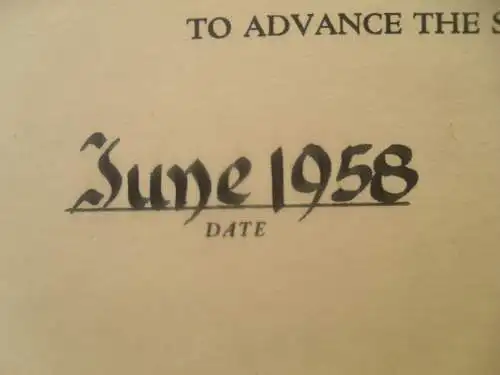 TO ADVANCE THE S
June 1958
DATE